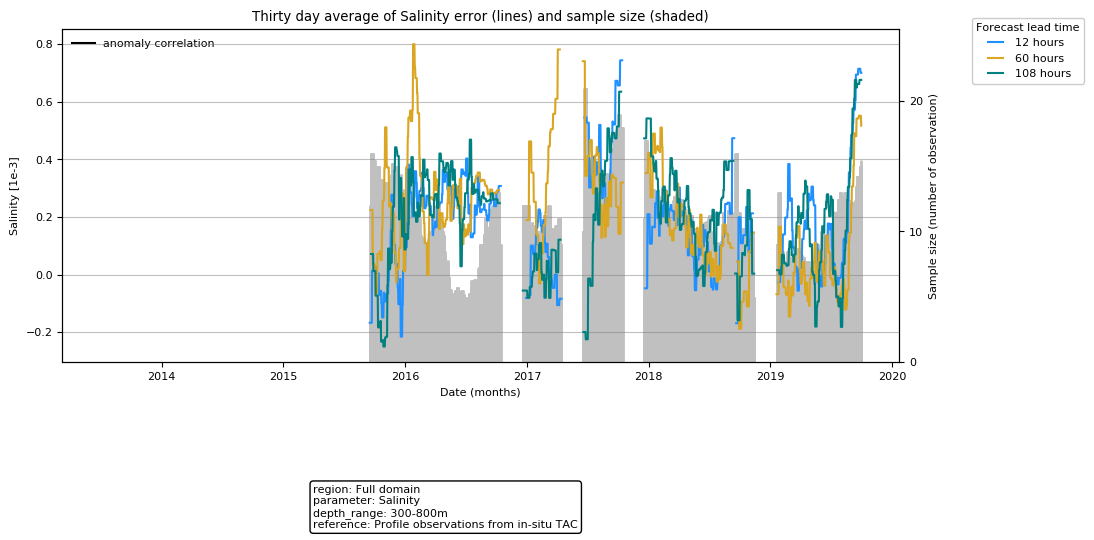 Thirty day average of Salinity error (lines) and sample size (shaded)
Forecast lead time
12 hours
60 hours
108 hours
anomaly correlation
0.8
0.6
0.4
0.2
0.0
−0.2
Salinity [1e-3]
20
10
0
Sample size (number of observation)
2014 2015 2016 2017 2018 2019 2020
Date (months)
region: Full domain
parameter: Salinity
depth_range: 300-800m
reference: Profile observations from in-situ TAC